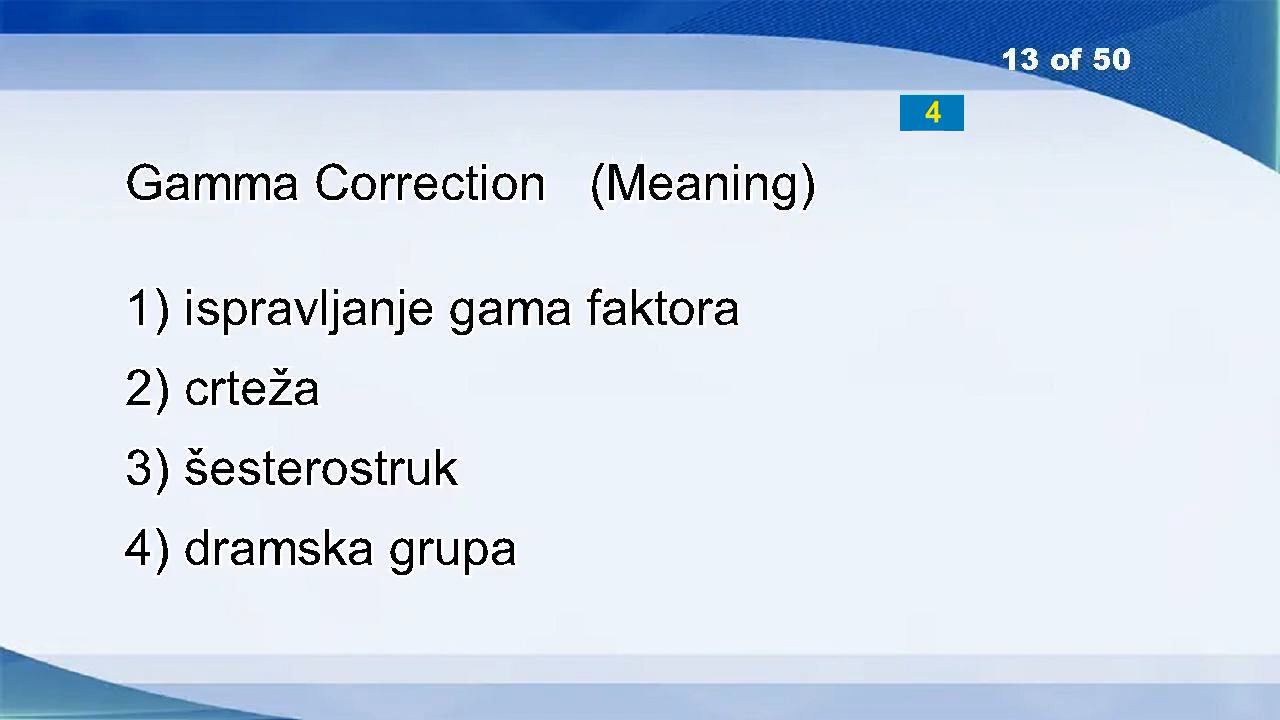 13 of 50
4
Gamma Correction (Meaning)
1) ispravljanje gama faktora
2) crteža
3) šesterostruk
4) dramska grupa